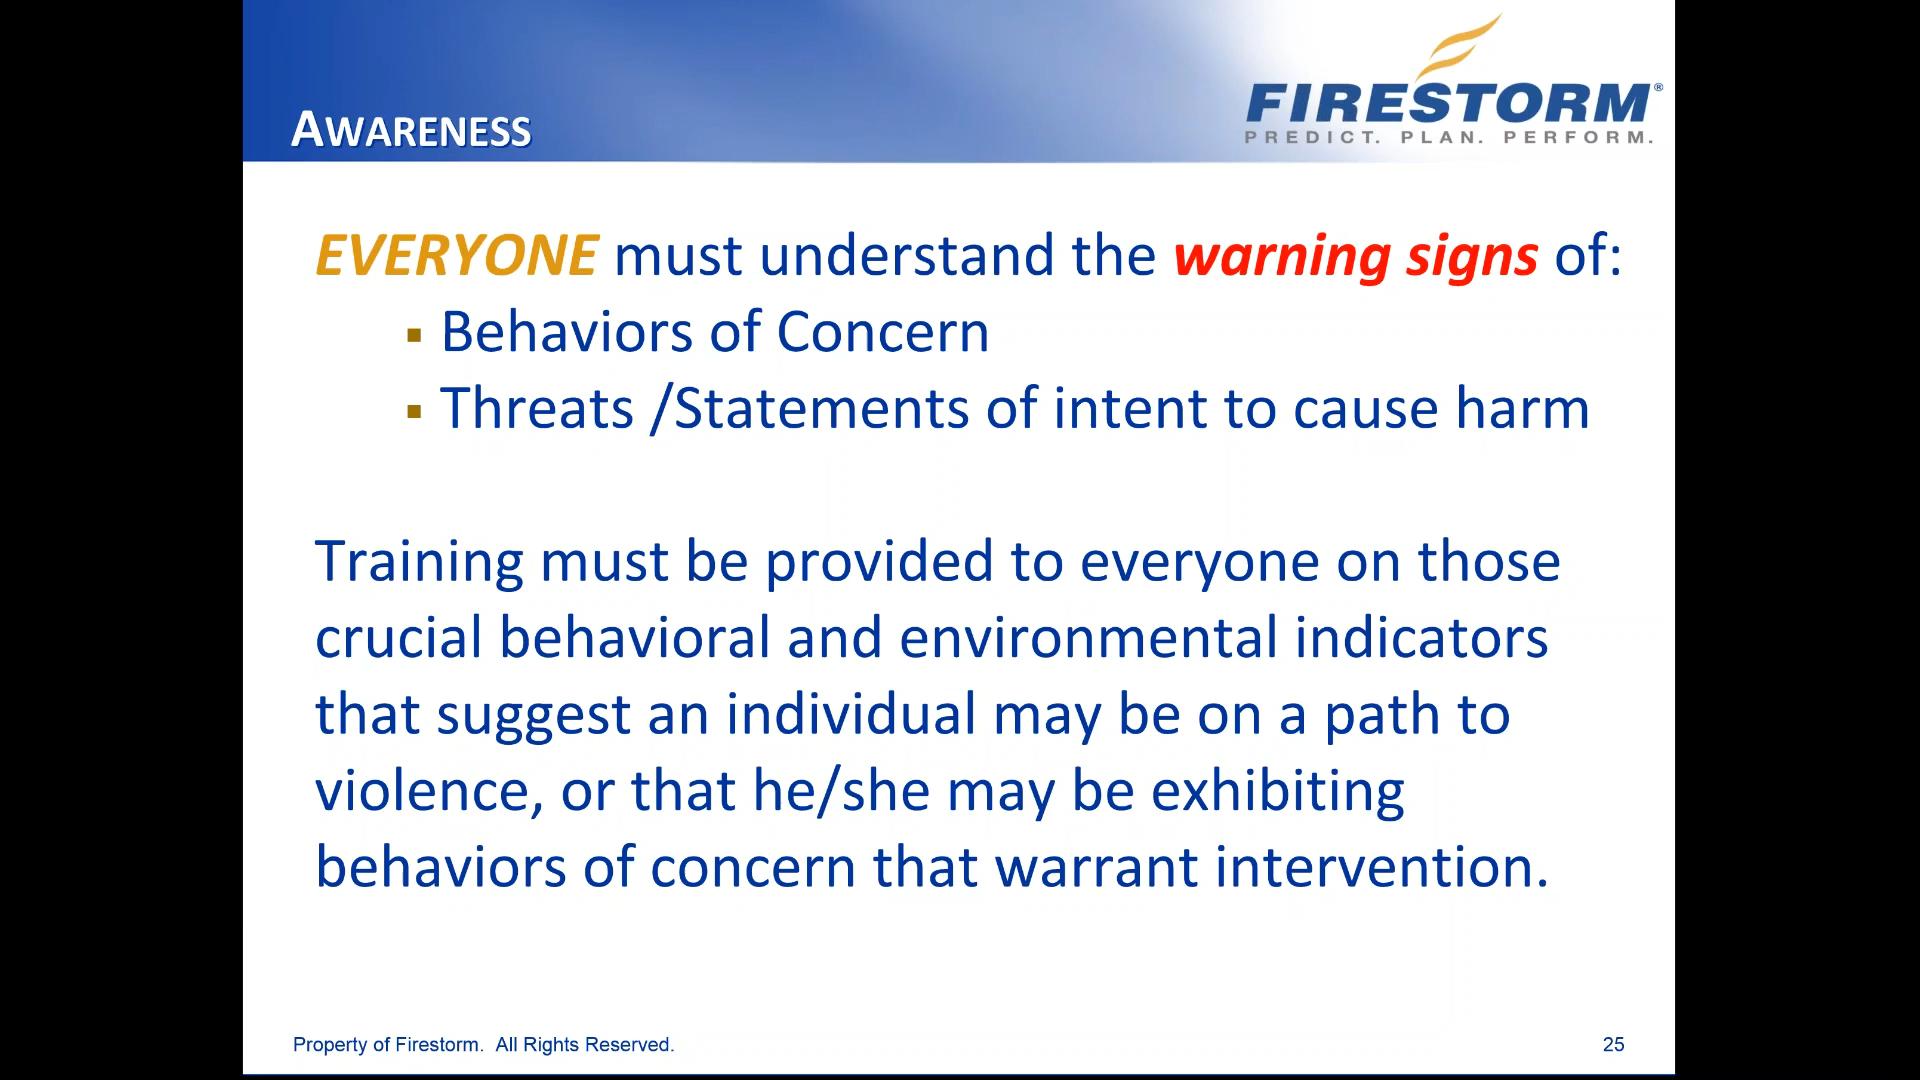 AWARENESS
FIRESTORM®
PREDICT. PLAN. PERFORM.
EVERYONE must understand the warning signs of:
▪ Behaviors of Concern
▪ Threats /Statements of intent to cause harm
Training must be provided to everyone on those
crucial behavioral and environmental indicators
that suggest an individual may be on a path to
violence, or that he/she may be exhibiting
behaviors of concern that warrant intervention.
Property of Firestorm.  All Rights Reserved.
25